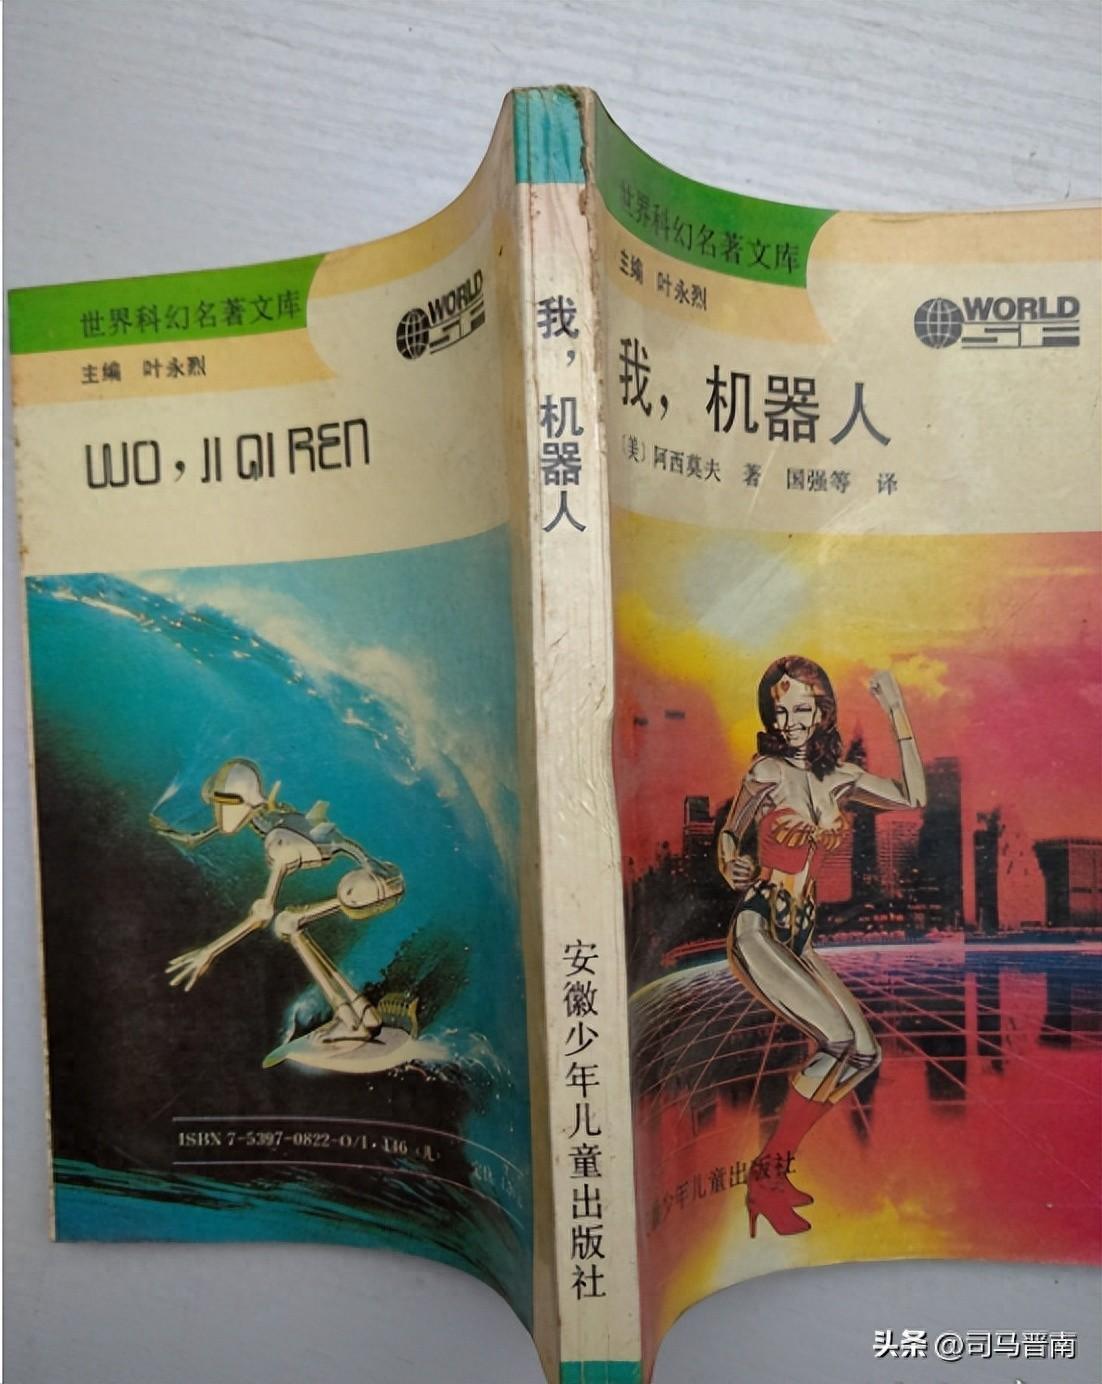 世界科幻名著文库
主编 叶永烈
WORLD
SF
WO，JI QI REN
ISBN 7-5397-0822-0/I·146（儿）
我，机器人
安徽少年儿童出版社
世界科幻名著文库
主编 叶永烈
WORLD
SF
我，机器人
〔美〕阿西莫夫 著 国强等 译
少年儿童出版社
头条 @司马晋南